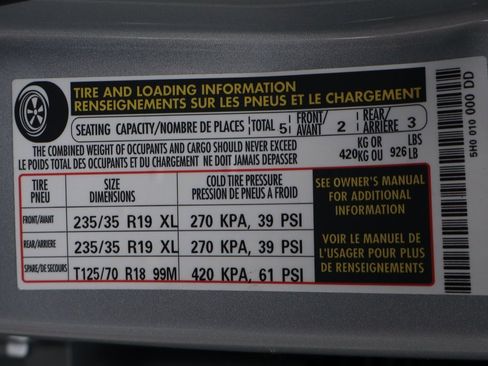 TIRE AND LOADING INFORMATION
RENSEIGNEMENTS SUR LES PNEUS ET LE CHARGEMENT
SEATING CAPACITY/NOMBRE DE PLACES TOTAL 5 FRONT/AVANT 2 REAR/ARRIÈRE 3
THE COMBINED WEIGHT OF OCCUPANTS AND CARGO SHOULD NEVER EXCEED
LE POIDS TOTAL DES OCCUPANTS ET DU CHARGEMENT NE DOIT JAMAIS DEPASSER
420 KG OR KG OU 926 LBS LB
TIRE PNEU
SIZE DIMENSIONS
COLD TIRE PRESSURE
PRESSION DE PNEUS A FROID
FRONT/AVANT 235/35 R19 XL 270 KPA, 39 PSI
REAR/ARRIERE 235/35 R19 XL 270 KPA, 39 PSI
SPARE/DE SECOURS T125/70 R18 99M 420 KPA, 61 PSI
SEE OWNER'S MANUAL
FOR ADDITIONAL
INFORMATION
VOIR LE MANUEL DE
L'USAGER POUR PLUS
DE RENSEIGNEMENTS
5H0 010 000 DD